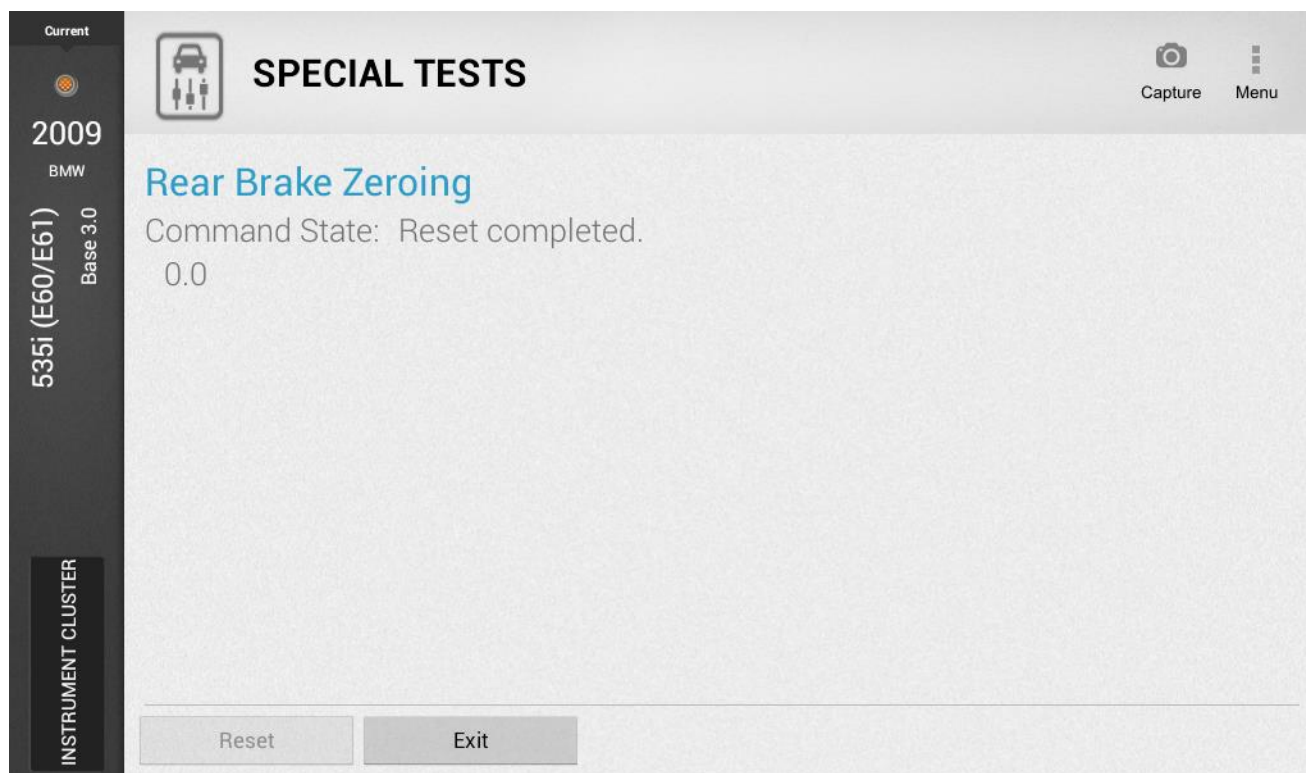 Current
2009
BMW
535i (E60/E61)
Base 3.0
INSTRUMENT CLUSTER
SPECIAL TESTS
Capture
Menu
Rear Brake Zeroing
Command State: Reset completed.
0.0
Reset
Exit